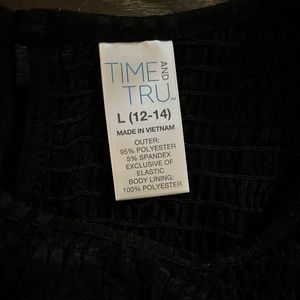 TIME AND
TRU™
L (12-14)
MADE IN VIETNAM
OUTER:
95% POLYESTER
5% SPANDEX
EXCLUSIVE OF
ELASTIC
BODY LINING:
100% POLYESTER